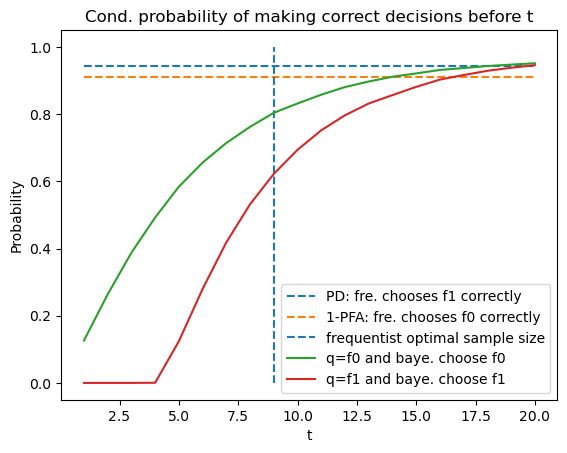 Cond. probability of making correct decisions before t
1.0
0.8
0.6
0.4
0.2
0.0
Probability
PD: fre. chooses f1 correctly
1-PFA: fre. chooses f0 correctly
frequentist optimal sample size
q=f0 and baye. choose f0
q=f1 and baye. choose f1
2.5 5.0 7.5 10.0 12.5 15.0 17.5 20.0
t